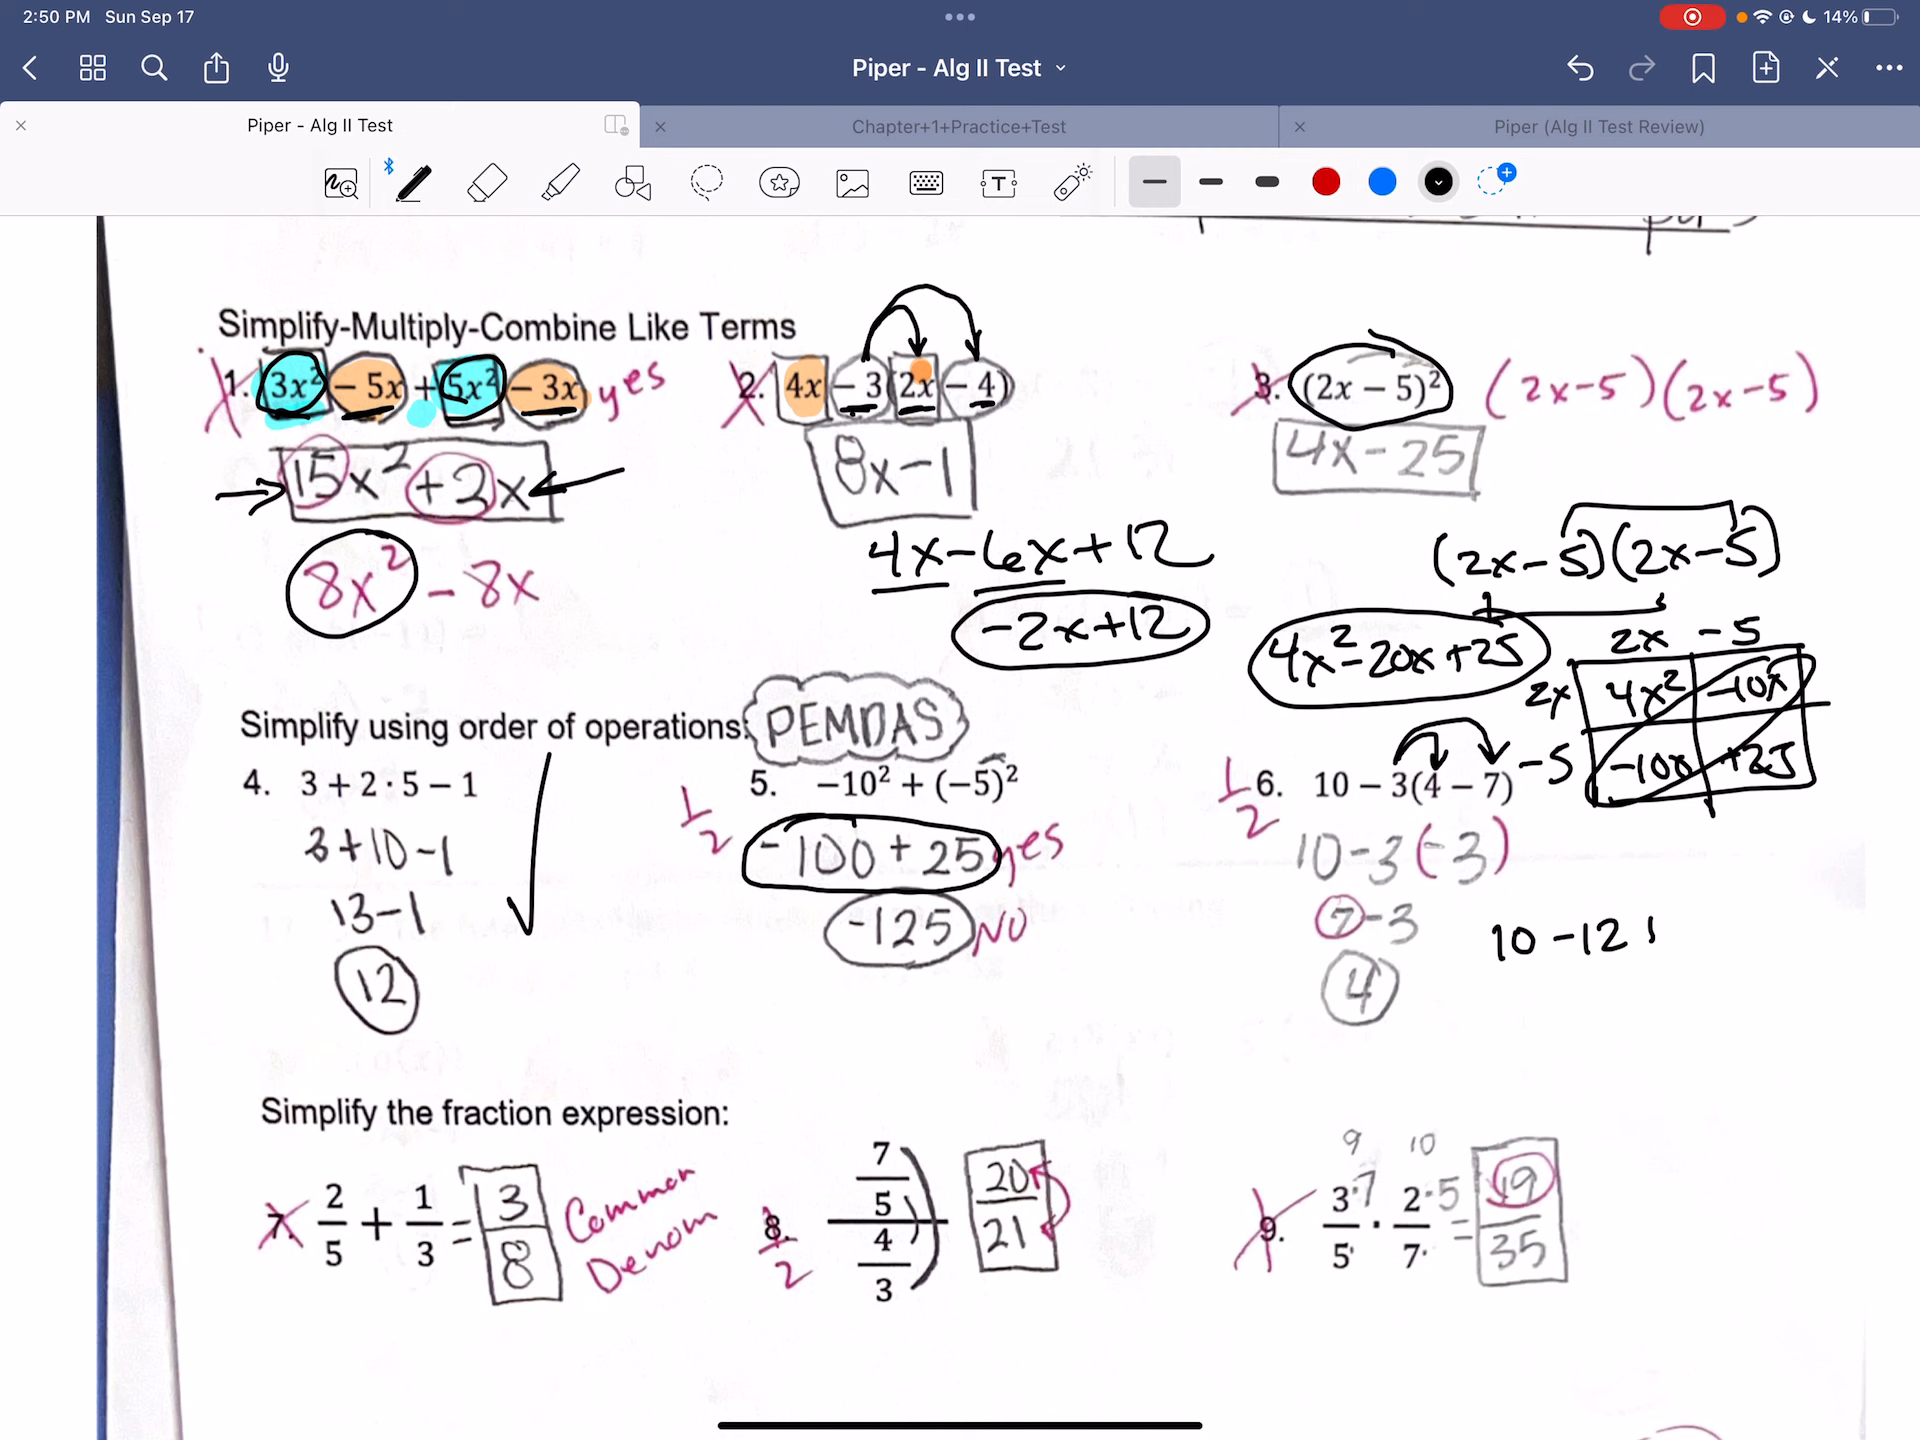 2:50 PM Sun Sep 17
14%
Piper - Alg II Test
Piper - Alg II Test
Chapter+1+Practice+Test
Piper (Alg II Test Review)
Simplify-Multiply-Combine Like Terms
1. 3x² − 5x + 5x² − 3x yes
15x² + 2x
8x² - 8x
2. 4x − 3(2x − 4)
8x - 1
4x - 6x + 12
-2x + 12
3. (2x − 5)² (2x-5)(2x-5)
4x - 25
(2x-5)(2x-5)
4x² - 20x + 25
2x -5
2x 4x² -10x
-5 -10x +25
Simplify using order of operations: PEMDAS
4. 3 + 2 · 5 − 1
3+10-1
13-1
12
1/2 5. −10² + (−5)²
-100 + 25 yes
-125 NO
1/2 6. 10 − 3(4 − 7)
10-3(-3)
7-3
4
10 -12
Simplify the fraction expression:
7. 2/5 + 1/3 = 3/8
Common
Denom
8. 7/5 / 4/3 20/21
1/2
9 10
9. 3·7/5 · 2·5/7 = 19/35